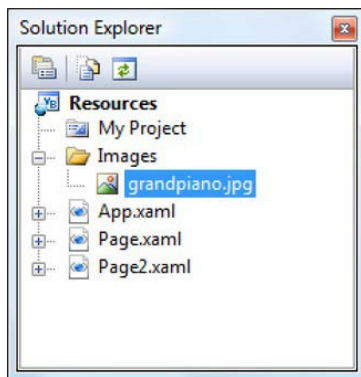 Solution Explorer
Resources
My Project
Images
grandpiano.jpg
App.xaml
Page.xaml
Page2.xaml